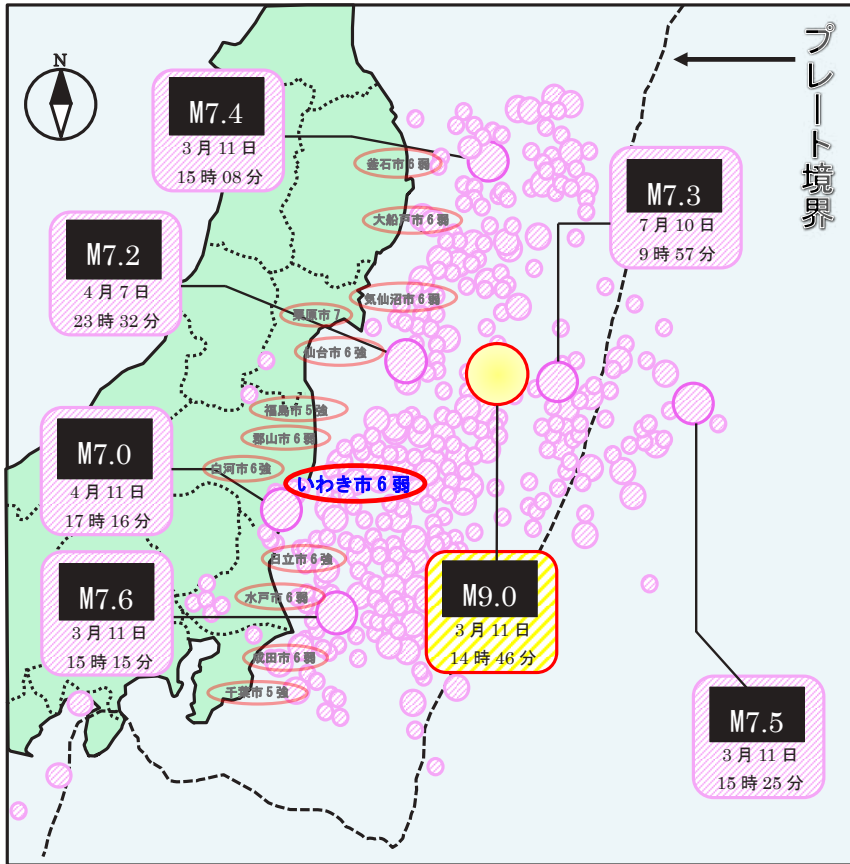 プレート境界
N
M7.4
3月11日
15時08分
釜石市6弱
M7.3
7月10日
9時57分
大船戸市6弱
M7.2
4月7日
23時32分
気仙沼市6弱
栗原市7
仙台市6強
福島市5強
郡山市6弱
M7.0
4月11日
17時16分
白河市6強
いわき市6弱
日立市6強
M7.6
3月11日
15時15分
水戸市6弱
M9.0
3月11日
14時46分
成田市6弱
千葉市5強
M7.5
3月11日
15時25分